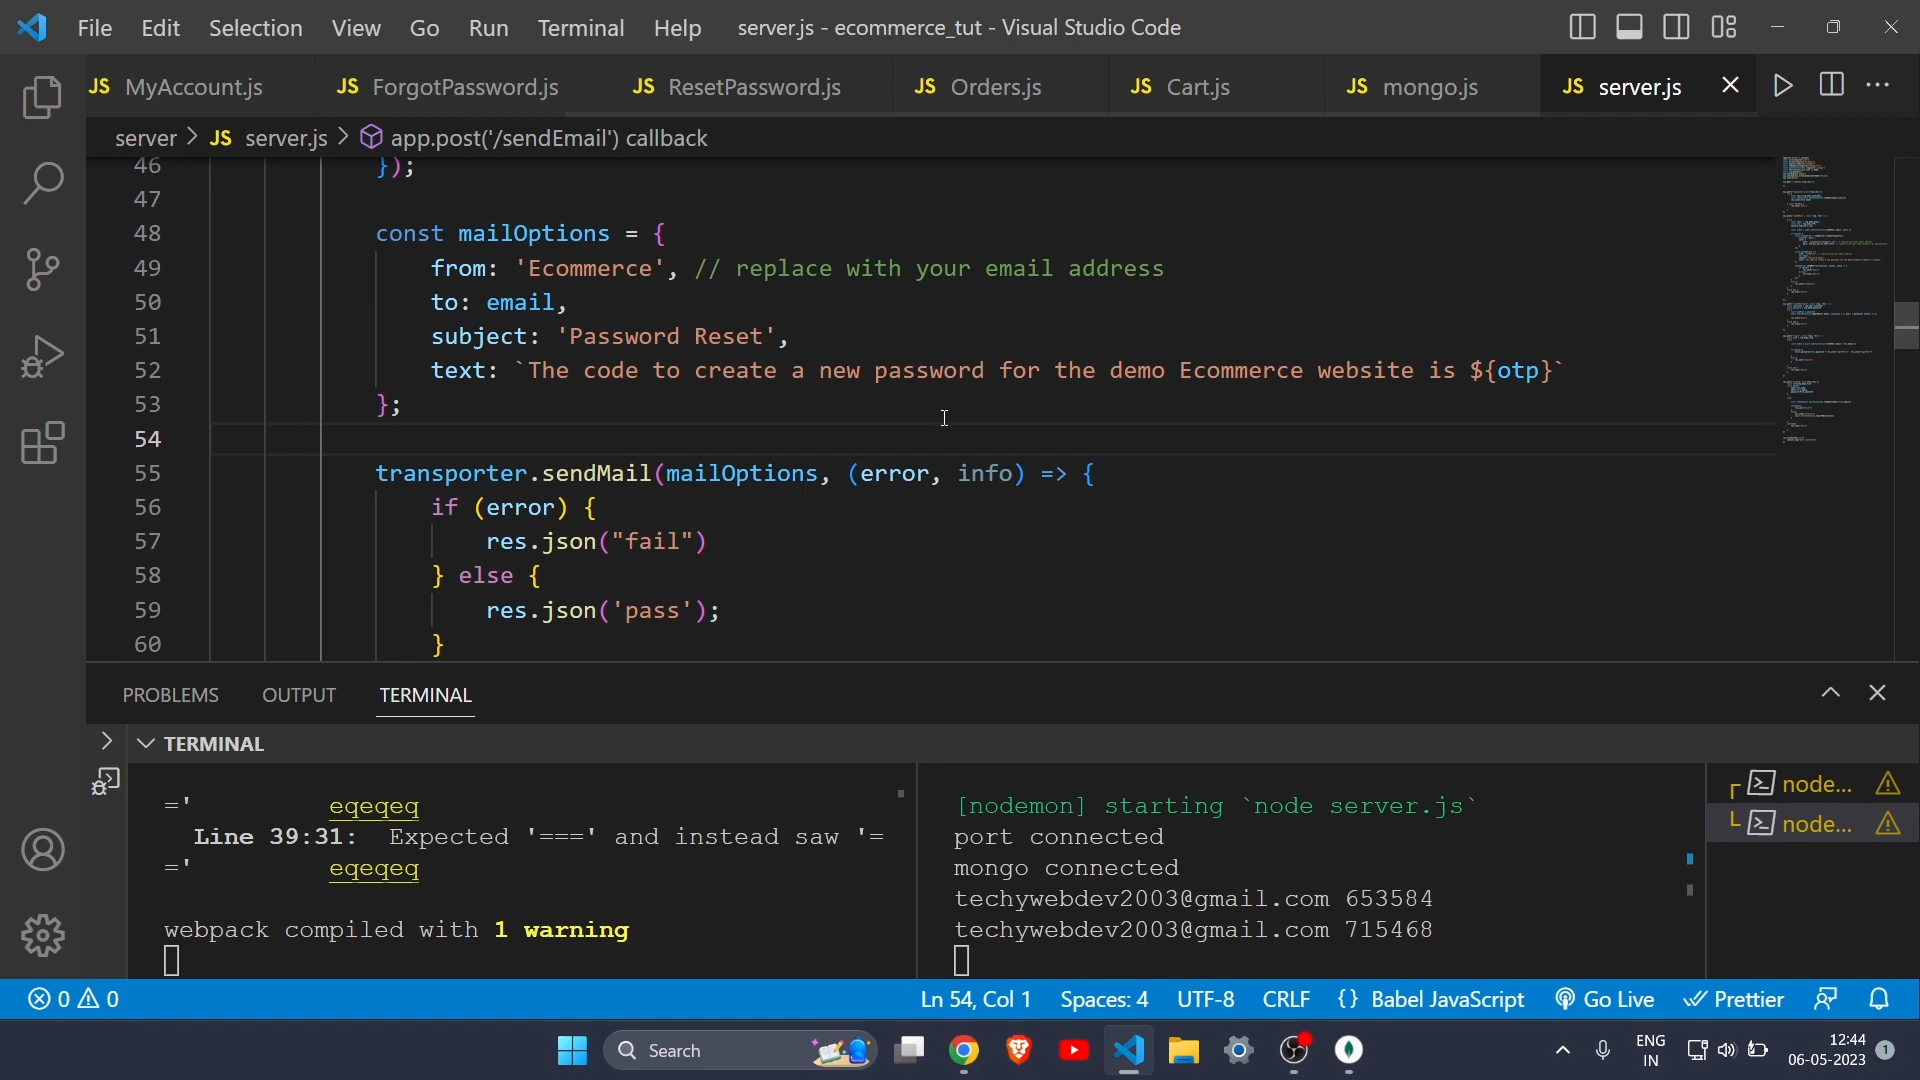 File Edit Selection View Go Run Terminal Help server.js - ecommerce_tut - Visual Studio Code
JS MyAccount.js JS ForgotPassword.js JS ResetPassword.js JS Orders.js JS Cart.js JS mongo.js JS server.js
server > JS server.js > app.post('/sendEmail') callback
46 });
47
48 const mailOptions = {
49 from: 'Ecommerce', // replace with your email address
50 to: email,
51 subject: 'Password Reset',
52 text: `The code to create a new password for the demo Ecommerce website is ${otp}`
53 };
54
55 transporter.sendMail(mailOptions, (error, info) => {
56 if (error) {
57 res.json("fail")
58 } else {
59 res.json('pass');
60 }
PROBLEMS OUTPUT TERMINAL
TERMINAL
=' eqeqeq
Line 39:31: Expected '===' and instead saw '=
=' eqeqeq
webpack compiled with 1 warning
[nodemon] starting `node server.js`
port connected
mongo connected
techywebdev2003@gmail.com 653584
techywebdev2003@gmail.com 715468
node...
node...
0 0 Ln 54, Col 1 Spaces: 4 UTF-8 CRLF {} Babel JavaScript Go Live Prettier
Search
ENG
IN
12:44
06-05-2023
1